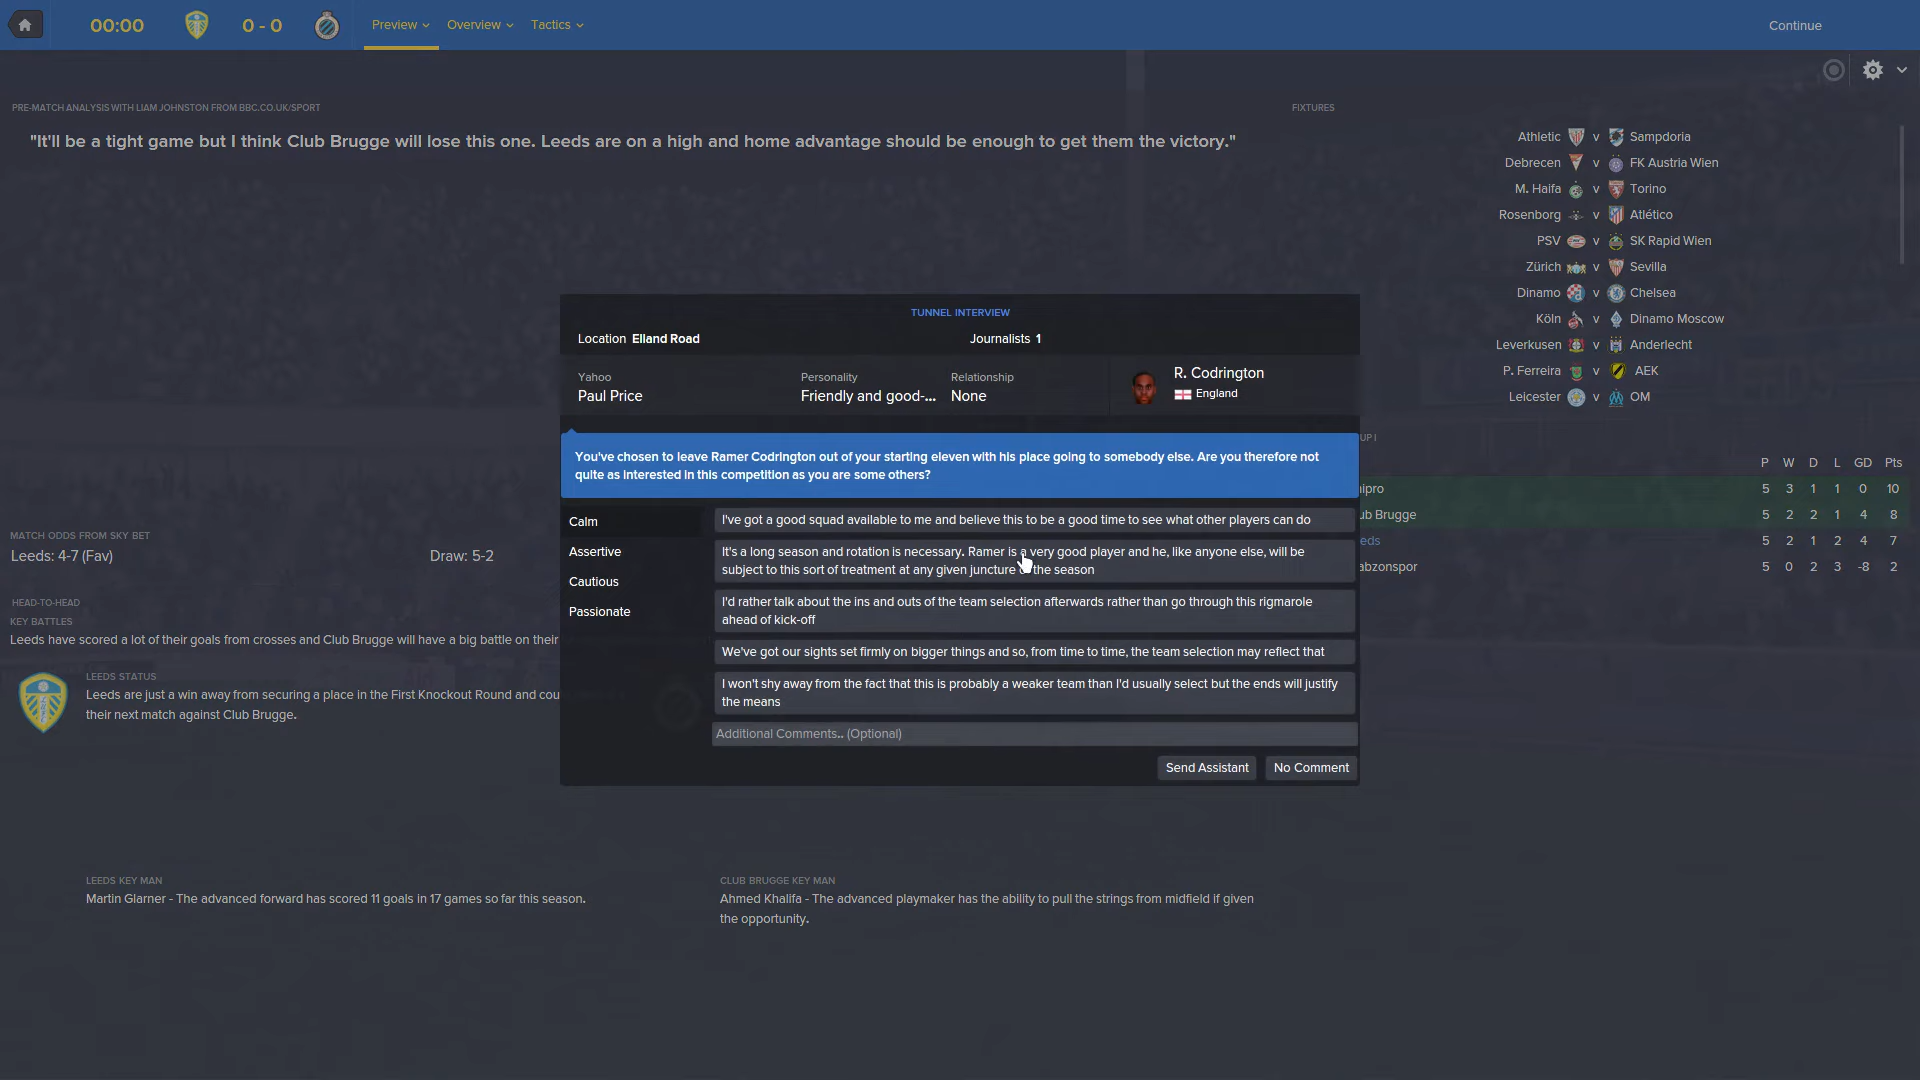 00:00
0 - 0
Preview
Overview
Tactics
Continue
PRE-MATCH ANALYSIS WITH LIAM JOHNSTON FROM BBC.CO.UK/SPORT
"It'll be a tight game but I think Club Brugge will lose this one. Leeds are on a high and home advantage should be enough to get them the victory."
FIXTURES
Athletic v Sampdoria
Debrecen v FK Austria Wien
M. Haifa v Torino
Rosenborg v Atlético
PSV v SK Rapid Wien
Zürich v Sevilla
Dinamo v Chelsea
Köln v Dinamo Moscow
Leverkusen v Anderlecht
P. Ferreira v AEK
Leicester v OM
UP I
P W D L GD Pts
ipro 5 3 1 1 0 10
ub Brugge 5 2 2 1 4 8
eds 5 2 1 2 4 7
abzonspor 5 0 2 3 -8 2
TUNNEL INTERVIEW
Location Elland Road
Journalists 1
Yahoo
Paul Price
Personality
Friendly and good-...
Relationship
None
R. Codrington
England
You've chosen to leave Ramer Codrington out of your starting eleven with his place going to somebody else. Are you therefore not
quite as interested in this competition as you are some others?
Calm
Assertive
Cautious
Passionate
I've got a good squad available to me and believe this to be a good time to see what other players can do
It's a long season and rotation is necessary. Ramer is a very good player and he, like anyone else, will be
subject to this sort of treatment at any given juncture the season
I'd rather talk about the ins and outs of the team selection afterwards rather than go through this rigmarole
ahead of kick-off
We've got our sights set firmly on bigger things and so, from time to time, the team selection may reflect that
I won't shy away from the fact that this is probably a weaker team than I'd usually select but the ends will justify
the means
Additional Comments.. (Optional)
Send Assistant
No Comment
MATCH ODDS FROM SKY BET
Leeds: 4-7 (Fav)
Draw: 5-2
HEAD-TO-HEAD
KEY BATTLES
Leeds have scored a lot of their goals from crosses and Club Brugge will have a big battle on their
LEEDS STATUS
Leeds are just a win away from securing a place in the First Knockout Round and cou
their next match against Club Brugge.
LEEDS KEY MAN
Martin Glarner - The advanced forward has scored 11 goals in 17 games so far this season.
CLUB BRUGGE KEY MAN
Ahmed Khalifa - The advanced playmaker has the ability to pull the strings from midfield if given
the opportunity.